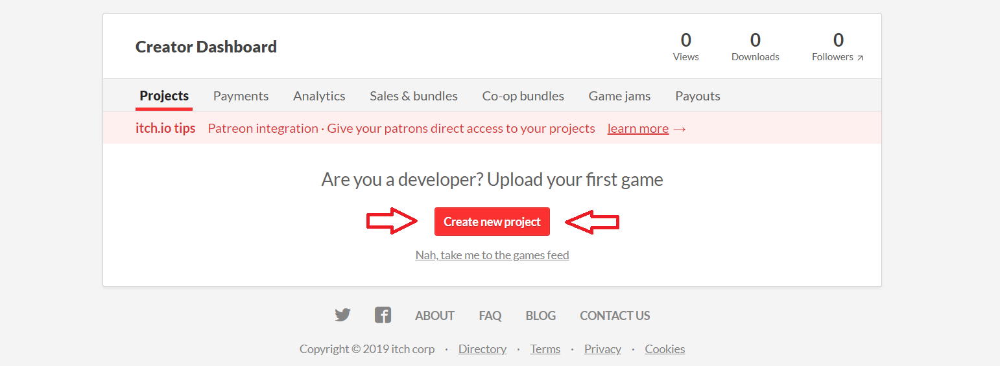 Creator Dashboard
0 0 0
Views Downloads Followers ↗
Projects Payments Analytics Sales & bundles Co-op bundles Game jams Payouts
itch.io tips Patreon integration · Give your patrons direct access to your projects learn more →
Are you a developer? Upload your first game
Create new project
Nah, take me to the games feed
ABOUT FAQ BLOG CONTACT US
Copyright © 2019 itch corp · Directory · Terms · Privacy · Cookies